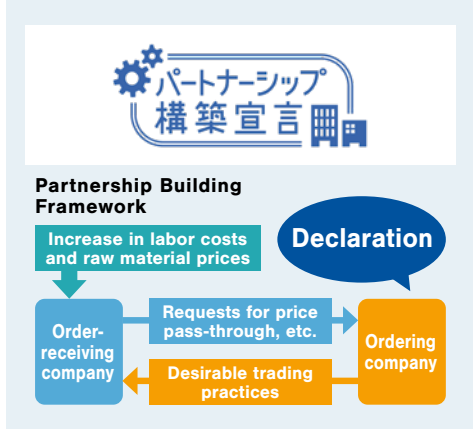 パートナーシップ
構築宣言
Partnership Building
Framework
Increase in labor costs
and raw material prices
Declaration
Order-
receiving
company
Requests for price
pass-through, etc.
Ordering
company
Desirable trading
practices